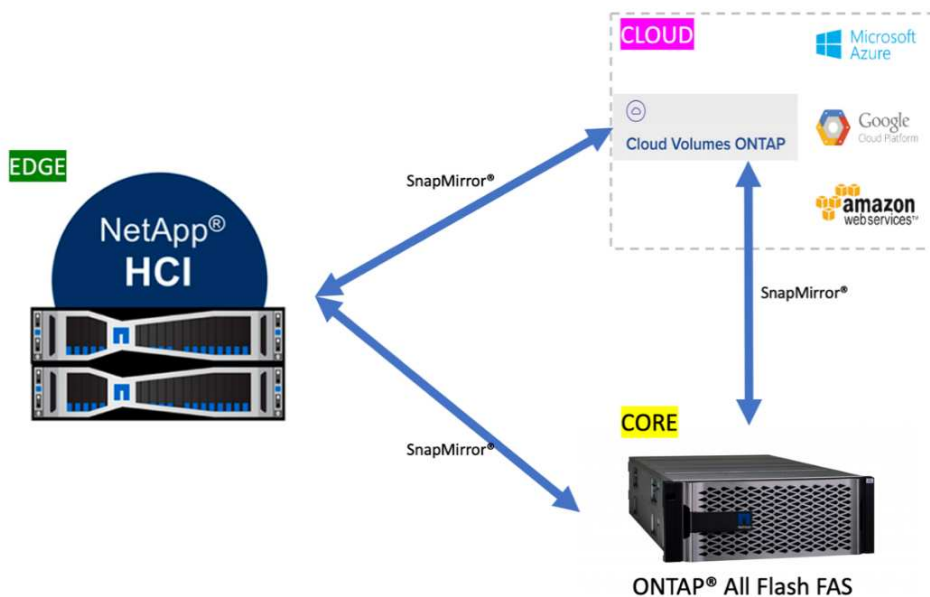 CLOUD
Microsoft
Azure
Cloud Volumes ONTAP
Google
Cloud Platform
amazon
web services™
EDGE
NetApp®
HCI
SnapMirror®
SnapMirror®
SnapMirror®
CORE
ONTAP® All Flash FAS